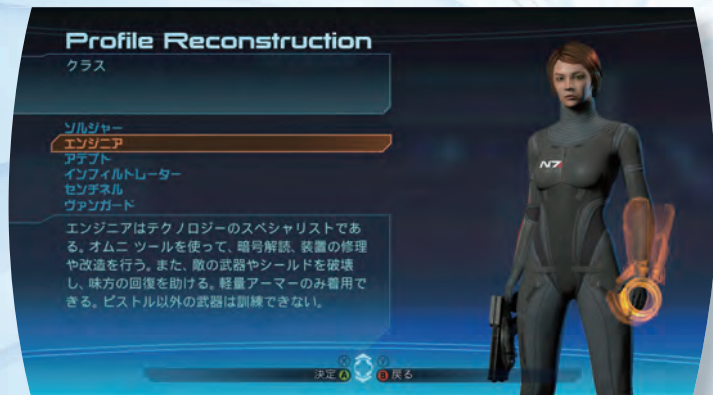 Profile Reconstruction
クラス
ソルジャー
エンジニア
アデプト
インフィルトレーター
センチネル
ヴァンガード
エンジニアはテクノロジーのスペシャリストであ
る。オムニ ツールを使って、暗号解読、装置の修理
や改造を行う。また、敵の武器やシールドを破壊
し、味方の回復を助ける。軽量アーマーのみ着用で
きる。ピストル以外の武器は訓練できない。
N7
X Y
決定 A B 戻る